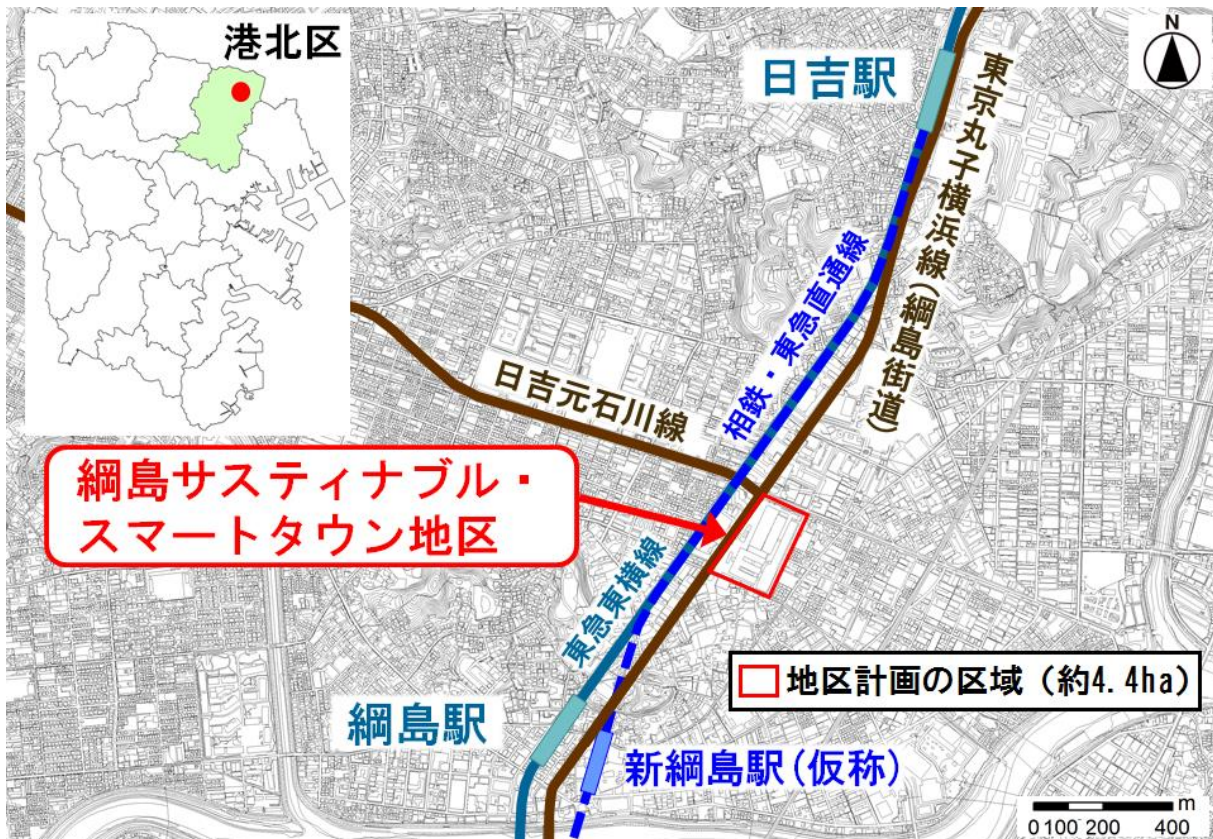 港北区
N
日吉駅
東京丸子横浜線(綱島街道)
相鉄・東急直通線
日吉元石川線
綱島サスティナブル・
スマートタウン地区
東急東横線
地区計画の区域(約4.4ha)
綱島駅
新綱島駅(仮称)
m
0 100 200 400